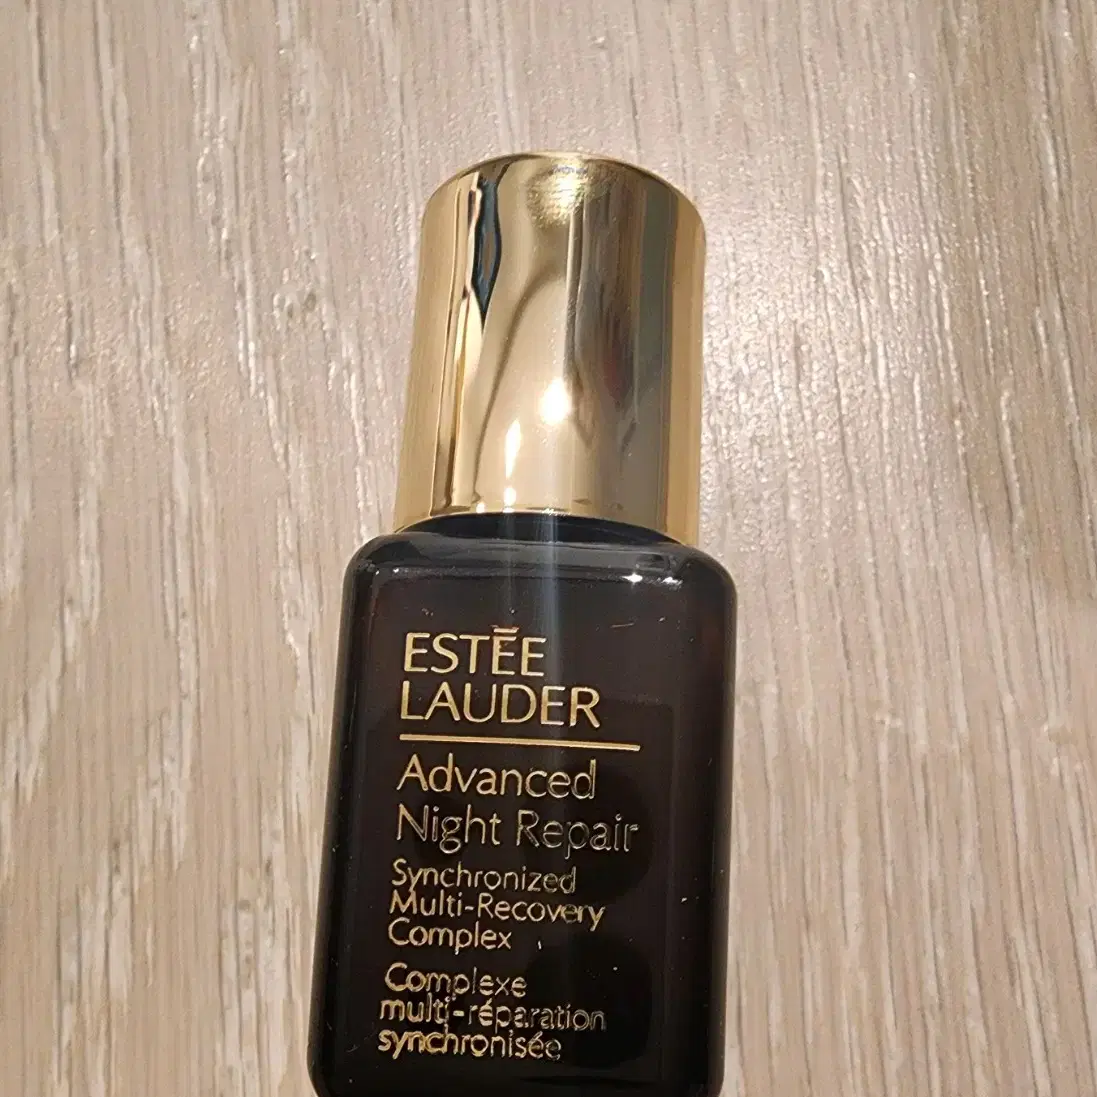 ESTĒE
LAUDER
Advanced
Night Repair
Synchronized
Multi-Recovery
Complex
Complexe
multi-réparation
synchronisée